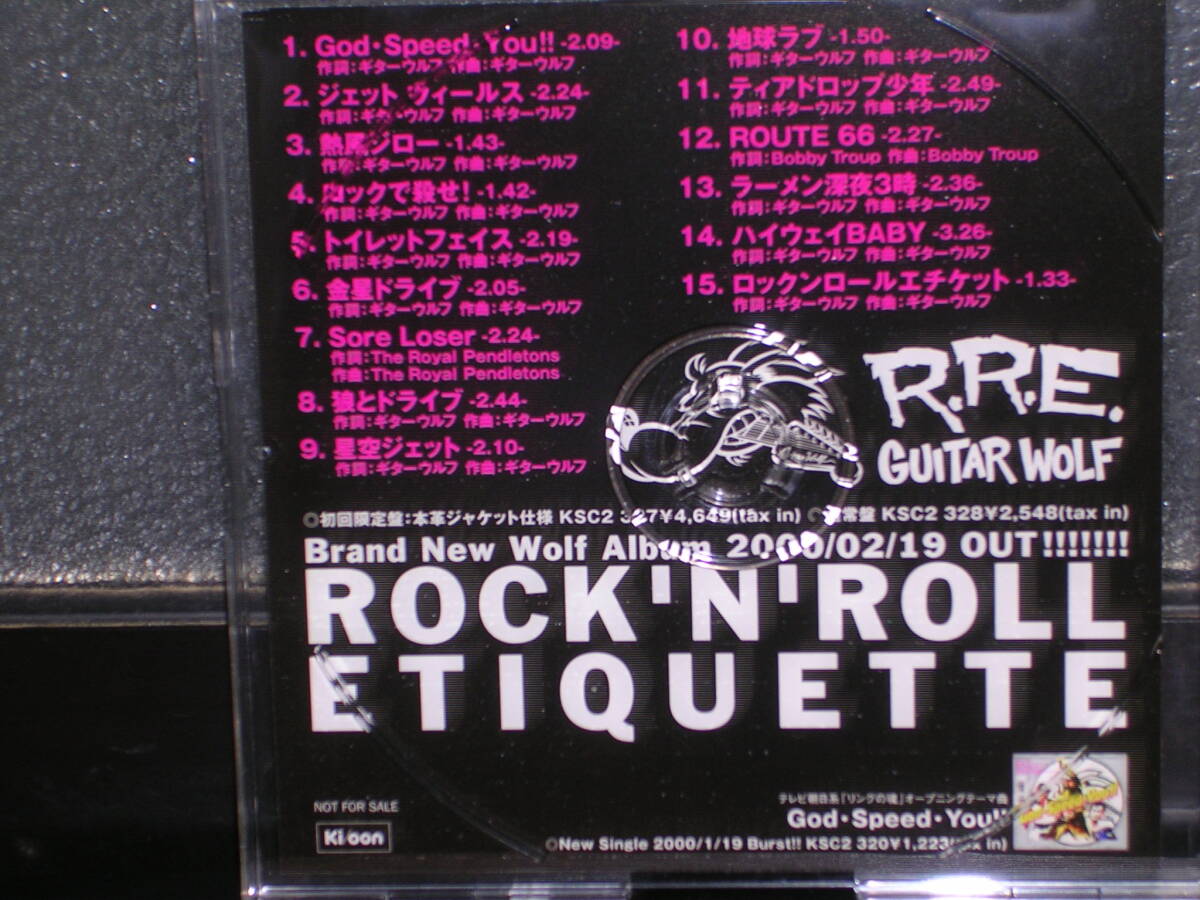 1. God・Speed・You!! -2.09-
作詞:ギターウルフ 作曲:ギターウルフ
2. ジェット ヴィールス -2.24-
作詞:ギターウルフ 作曲:ギターウルフ
3. 熱風ジロー -1.43-
作詞:ギターウルフ 作曲:ギターウルフ
4. ロックで殺せ! -1.42-
作詞:ギターウルフ 作曲:ギターウルフ
5. トイレットフェイス -2.19-
作詞:ギターウルフ 作曲:ギターウルフ
6. 金星ドライブ -2.05-
作詞:ギターウルフ 作曲:ギターウルフ
7. Sore Loser -2.24-
作詞:The Royal Pendletons
作曲:The Royal Pendletons
8. 狼とドライブ -2.44-
作詞:ギターウルフ 作曲:ギターウルフ
9. 星空ジェット -2.10-
作詞:ギターウルフ 作曲:ギターウルフ
10. 地球ラブ -1.50-
作詞:ギターウルフ 作曲:ギターウルフ
11. ティアドロップ少年 -2.49-
作詞:ギターウルフ 作曲:ギターウルフ
12. ROUTE 66 -2.27-
作詞:Bobby Troup 作曲:Bobby Troup
13. ラーメン深夜3時 -2.36-
作詞:ギターウルフ 作曲:ギターウルフ
14. ハイウェイBABY -3.26-
作詞:ギターウルフ 作曲:ギターウルフ
15. ロックンロールエチケット -1.33-
作詞:ギターウルフ 作曲:ギターウルフ
R.R.E.
GUITAR WOLF
◎初回限定盤:本革ジャケット仕様 KSC2 327¥4,649(tax in) ◎通常盤 KSC2 328¥2,548(tax in)
Brand New Wolf Album 2000/02/19 OUT!!!!!!!
ROCK'N'ROLL
ETIQUETTE
NOT FOR SALE
Ki/oon
テレビ朝日系「リングの魂」オープニングテーマ曲
God・Speed・You!!
◎New Single 2000/1/19 Burst!! KSC2 320¥1,223(tax in)